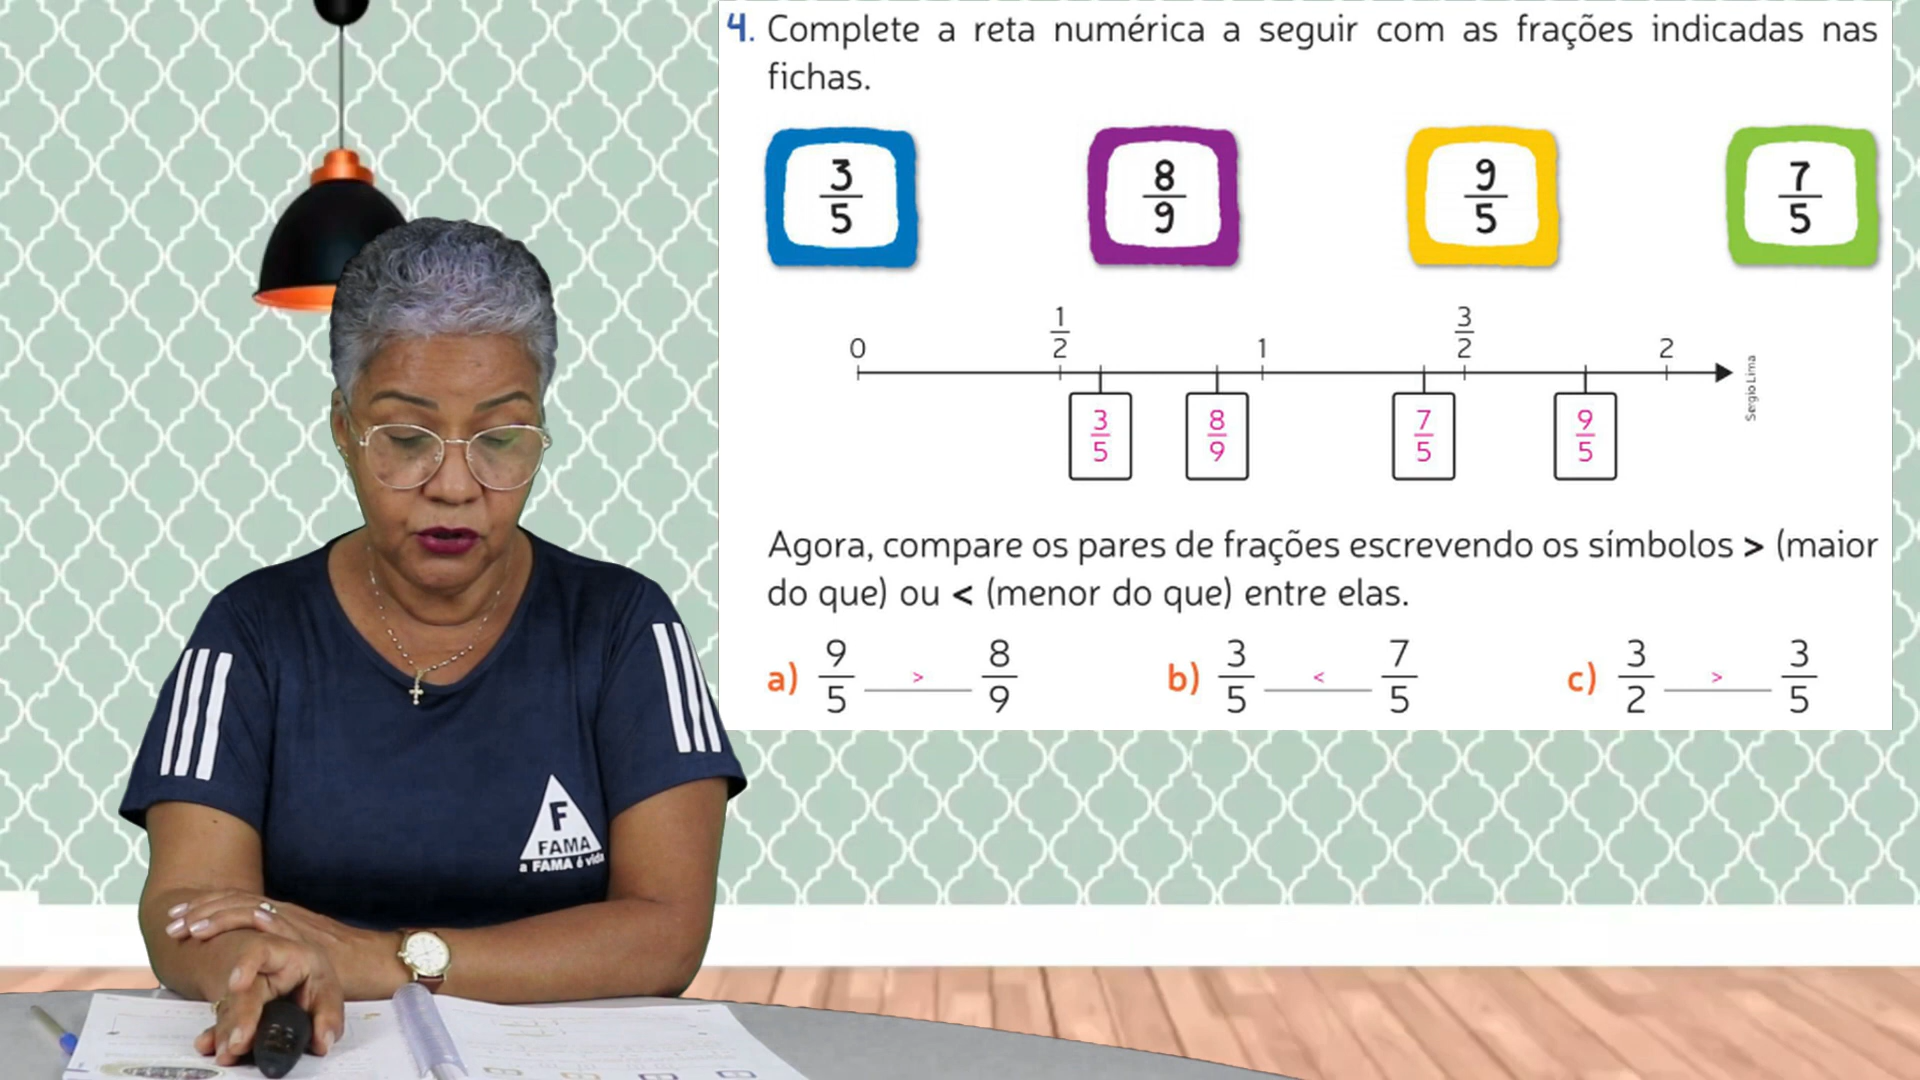 4. Complete a reta numérica a seguir com as frações indicadas nas
fichas.
3/5 8/9 9/5 7/5
0 1/2 1 3/2 2
3/5 8/9 7/5 9/5
Sergio Lima
Agora, compare os pares de frações escrevendo os símbolos > (maior
do que) ou < (menor do que) entre elas.
a) 9/5 > 8/9 b) 3/5 < 7/5 c) 3/2 > 3/5
F
FAMA
a FAMA é vida